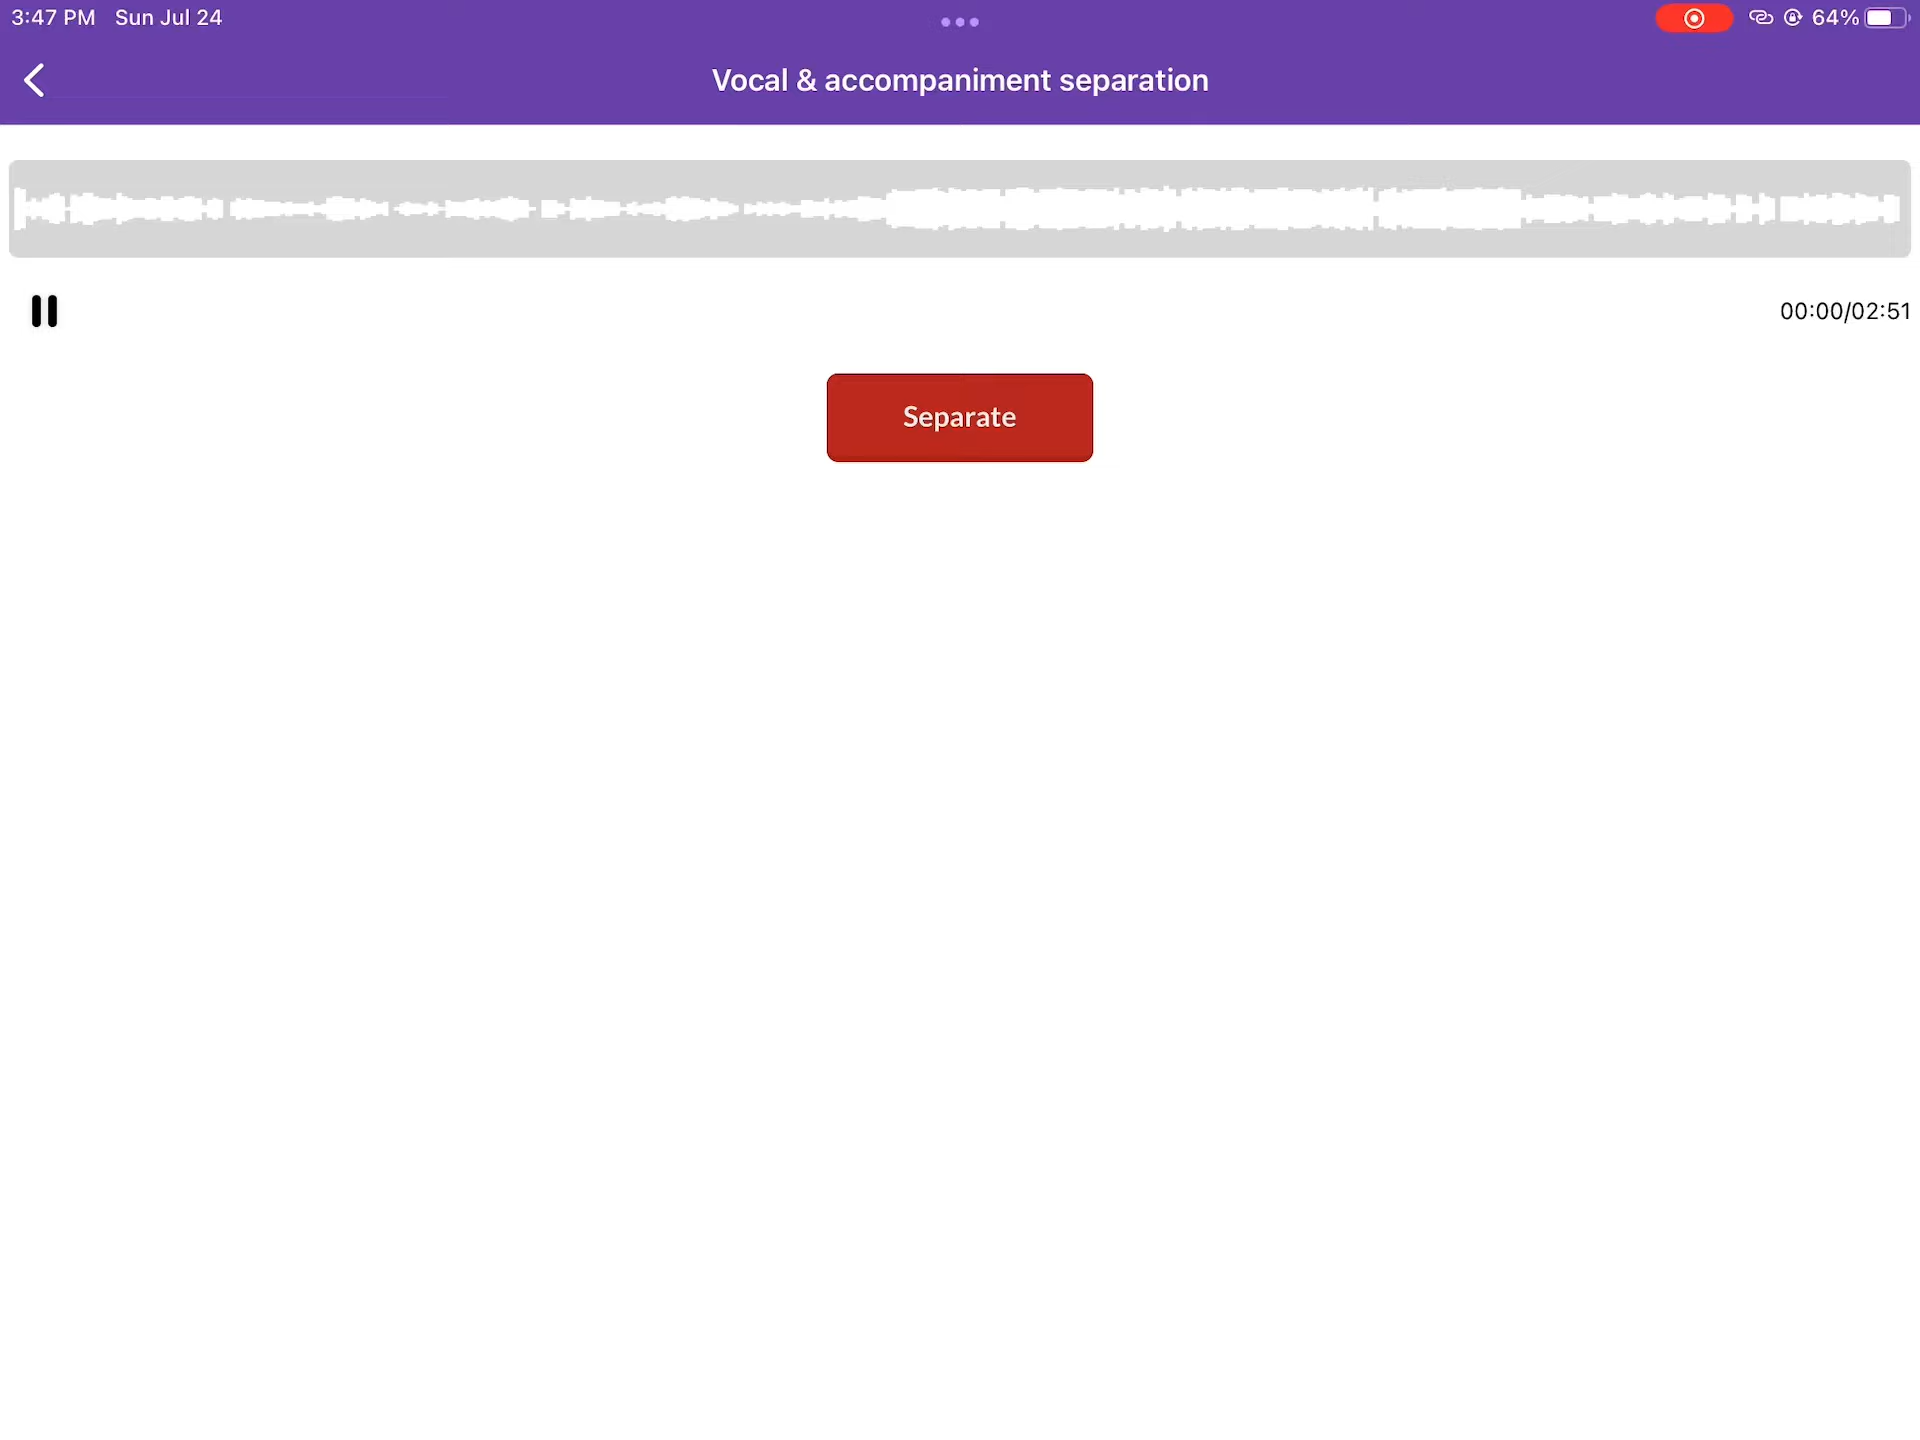 3:47 PM Sun Jul 24
64%
Vocal & accompaniment separation
00:00/02:51
Separate